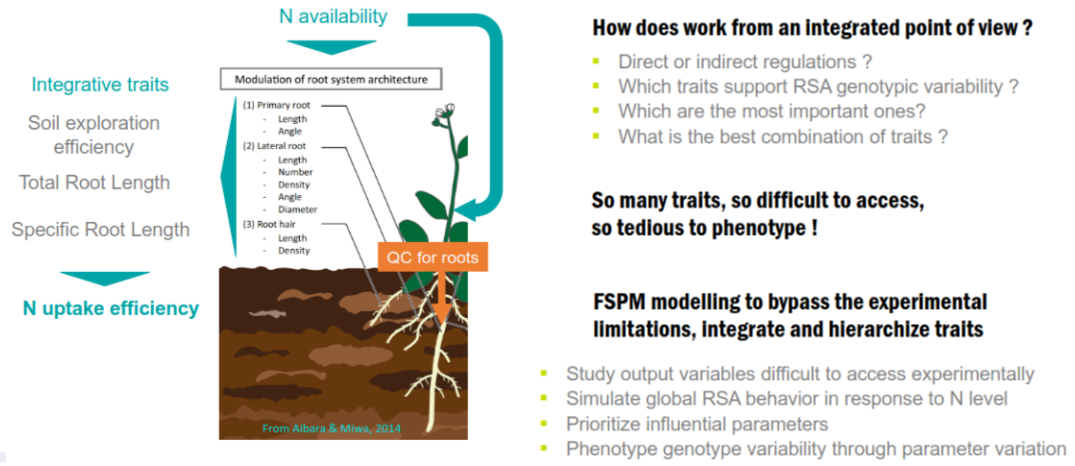 N availability
Integrative traits
Soil exploration
efficiency
Total Root Length
Specific Root Length
N uptake efficiency
Modulation of root system architecture
(1) Primary root
- Length
- Angle
(2) Lateral root
- Length
- Number
- Density
- Angle
- Diameter
(3) Root hair
- Length
- Density
QC for roots
From Aibara & Miwa, 2014
How does work from an integrated point of view ?
▪ Direct or indirect regulations ?
▪ Which traits support RSA genotypic variability ?
▪ Which are the most important ones?
▪ What is the best combination of traits ?
So many traits, so difficult to access,
so tedious to phenotype !
FSPM modelling to bypass the experimental
limitations, integrate and hierarchize traits
▪ Study output variables difficult to access experimentally
▪ Simulate global RSA behavior in response to N level
▪ Prioritize influential parameters
▪ Phenotype genotype variability through parameter variation